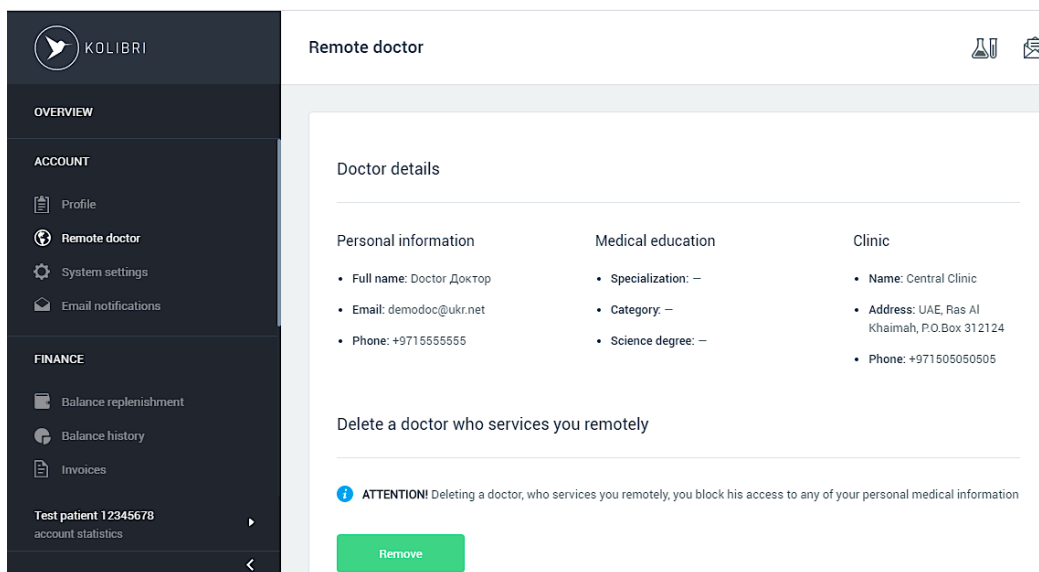 KOLIBRI
Remote doctor
OVERVIEW
ACCOUNT
Profile
Remote doctor
System settings
Email notifications
FINANCE
Balance replenishment
Balance history
Invoices
Test patient 12345678
account statistics
Doctor details
Personal information
• Full name: Doctor Доктор
• Email: demodoc@ukr.net
• Phone: +9715555555
Medical education
• Specialization: —
• Category: —
• Science degree: —
Clinic
• Name: Central Clinic
• Address: UAE, Ras Al
Khaimah, P.O.Box 312124
• Phone: +971505050505
Delete a doctor who services you remotely
ATTENTION! Deleting a doctor, who services you remotely, you block his access to any of your personal medical information
Remove